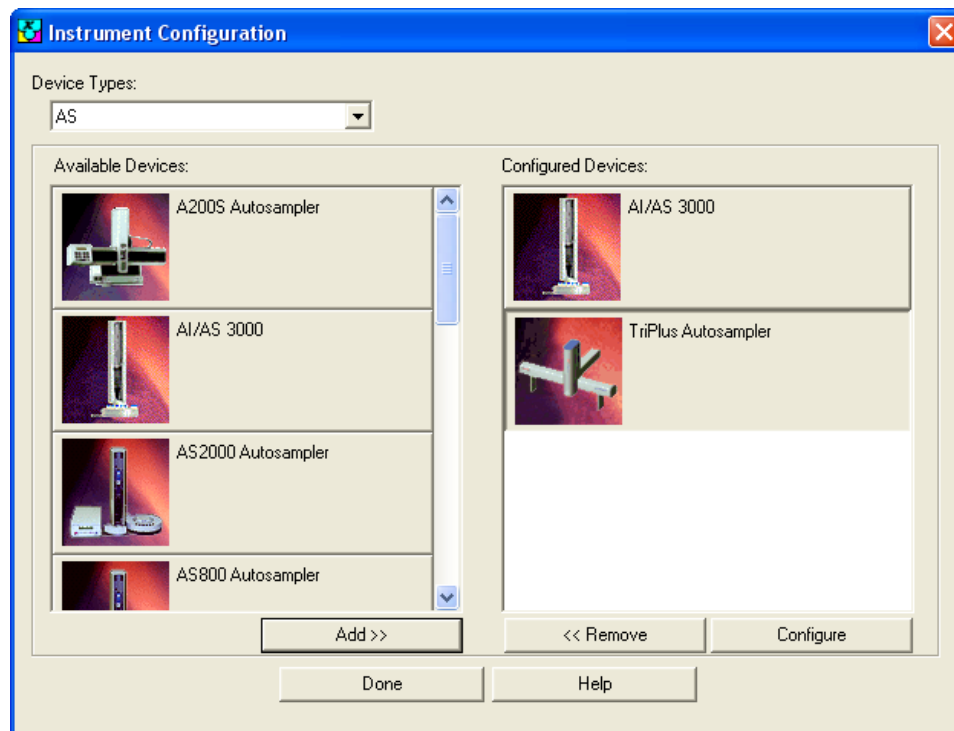 Instrument Configuration
Device Types:
AS
Available Devices:
A200S Autosampler
AI/AS 3000
AS2000 Autosampler
AS800 Autosampler
Add >>
Configured Devices:
AI/AS 3000
TriPlus Autosampler
<< Remove
Configure
Done
Help